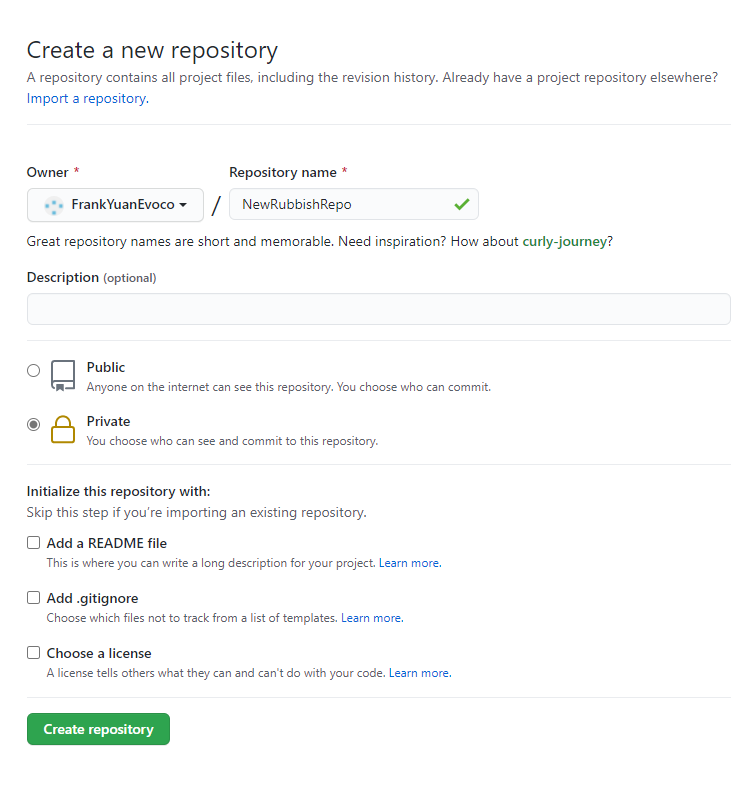 Create a new repository
A repository contains all project files, including the revision history. Already have a project repository elsewhere?
Import a repository.
Owner * Repository name *
FrankYuanEvoco / NewRubbishRepo
Great repository names are short and memorable. Need inspiration? How about curly-journey?
Description (optional)
Public
Anyone on the internet can see this repository. You choose who can commit.
Private
You choose who can see and commit to this repository.
Initialize this repository with:
Skip this step if you’re importing an existing repository.
Add a README file
This is where you can write a long description for your project. Learn more.
Add .gitignore
Choose which files not to track from a list of templates. Learn more.
Choose a license
A license tells others what they can and can't do with your code. Learn more.
Create repository